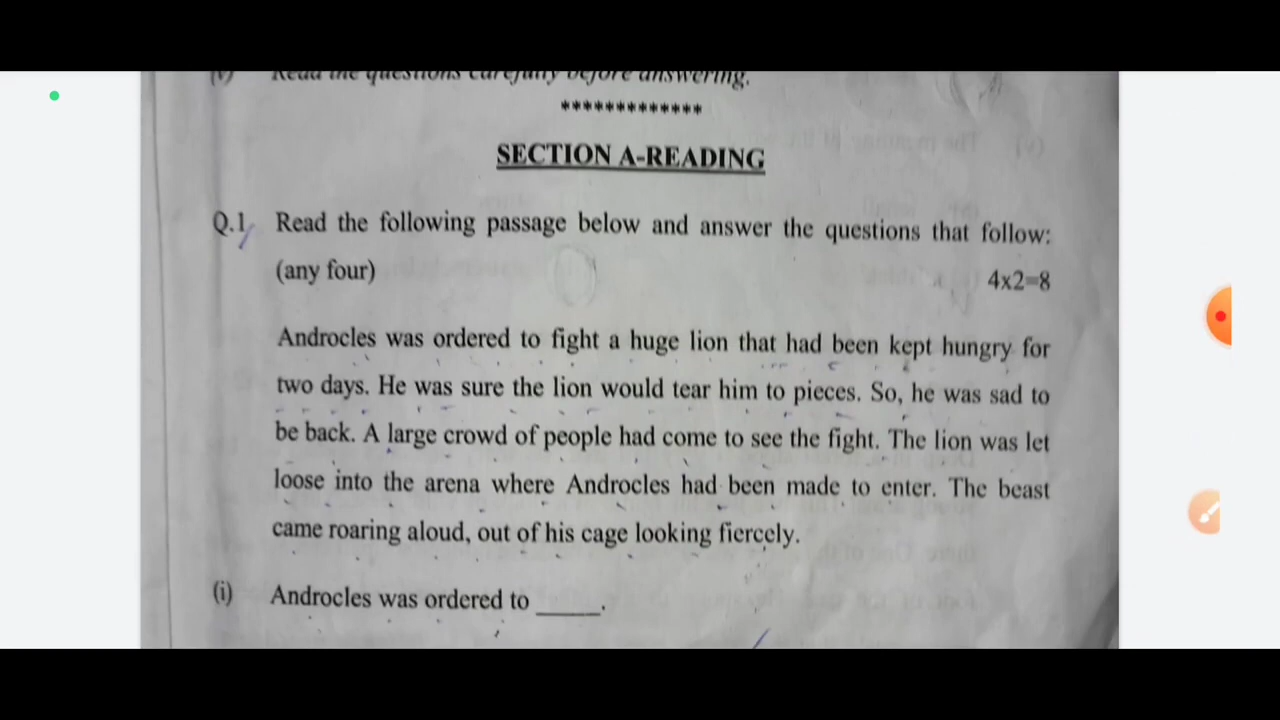 (v) Read the questions carefully before answering.
*************
SECTION A-READING
Q.1 Read the following passage below and answer the questions that follow:
(any four) 4x2=8
Androcles was ordered to fight a huge lion that had been kept hungry for
two days. He was sure the lion would tear him to pieces. So, he was sad to
be back. A large crowd of people had come to see the fight. The lion was let
loose into the arena where Androcles had been made to enter. The beast
came roaring aloud, out of his cage looking fiercely.
(i) Androcles was ordered to _____.